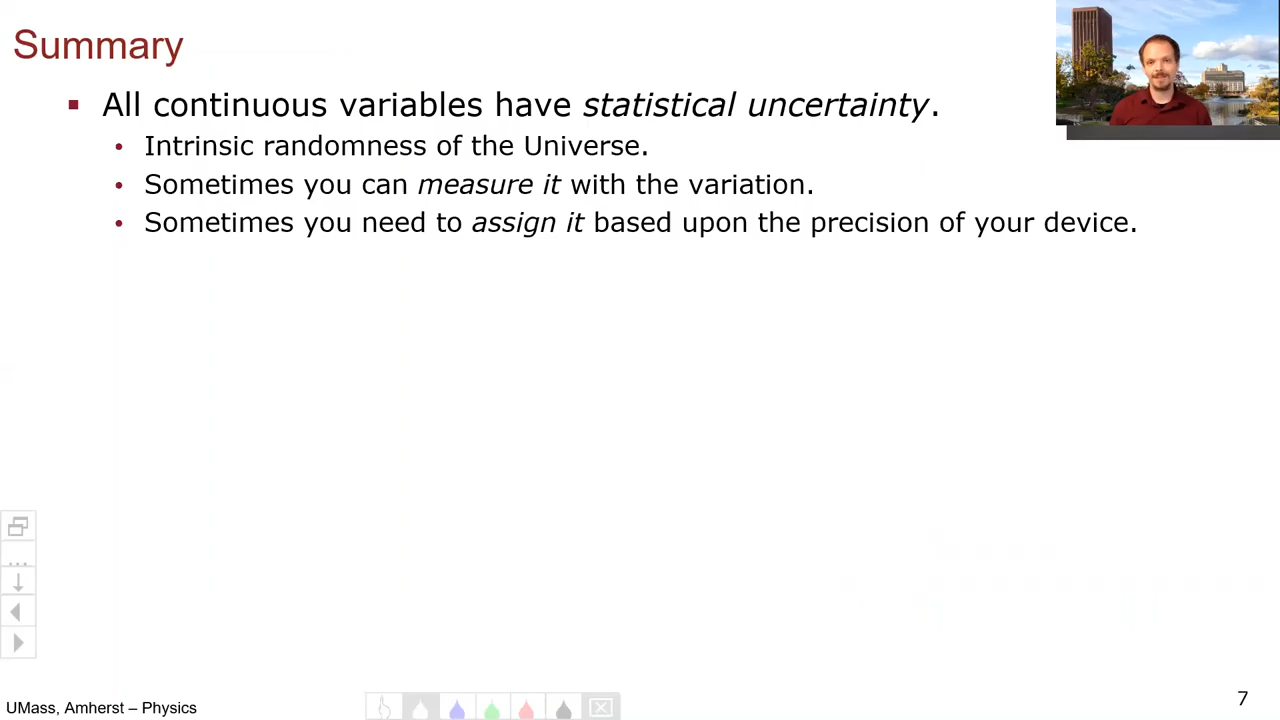 Summary
All continuous variables have statistical uncertainty.
Intrinsic randomness of the Universe.
Sometimes you can measure it with the variation.
Sometimes you need to assign it based upon the precision of your device.
UMass, Amherst – Physics
7